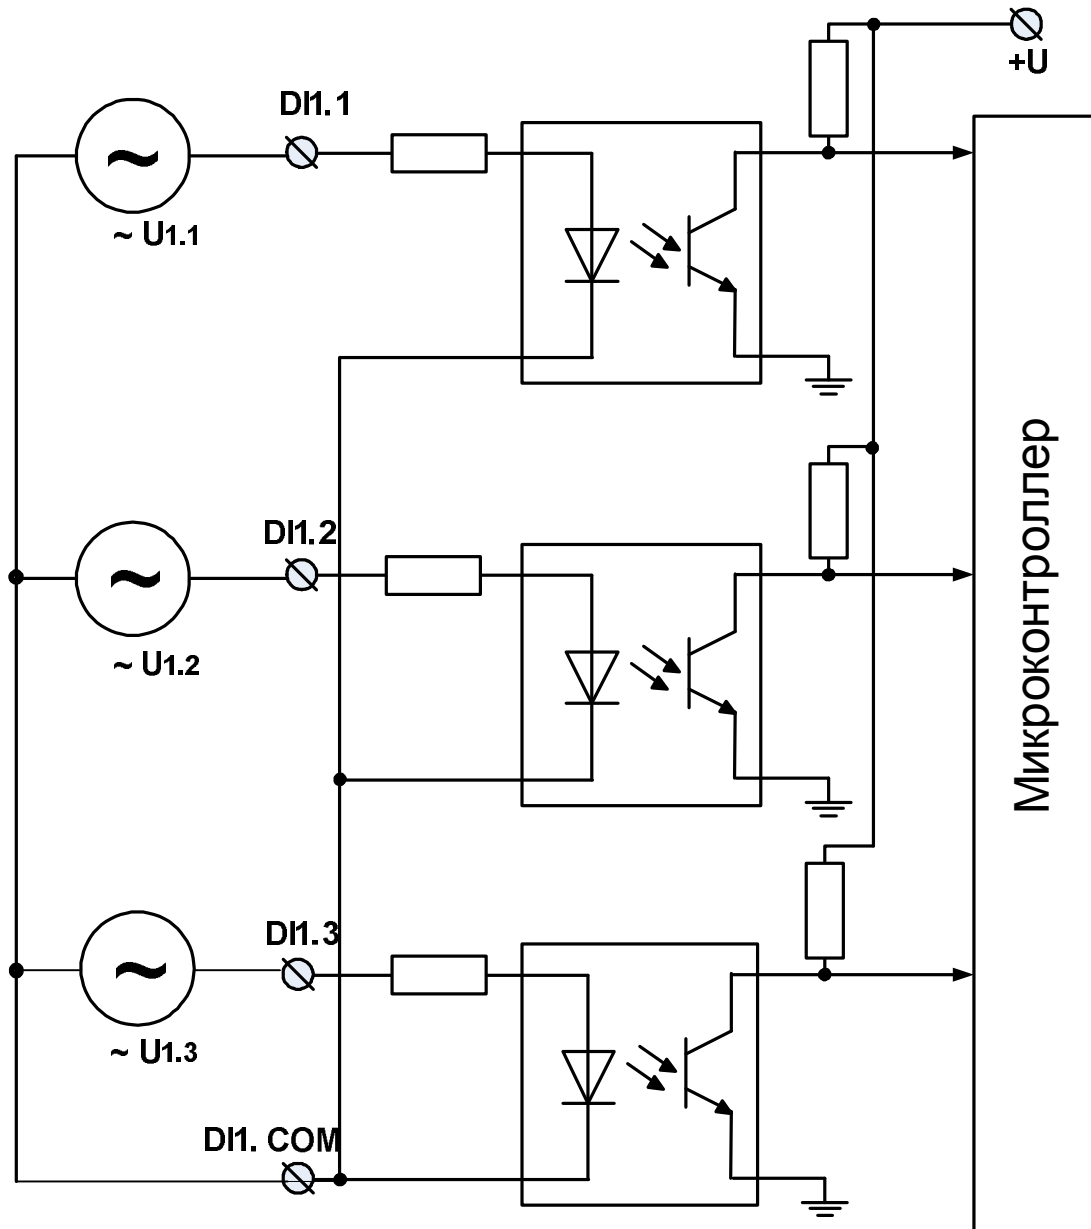 +U
DI1.1
~ U1.1
DI1.2
~ U1.2
Микроконтроллер
DI1.3
~ U1.3
DI1. COM